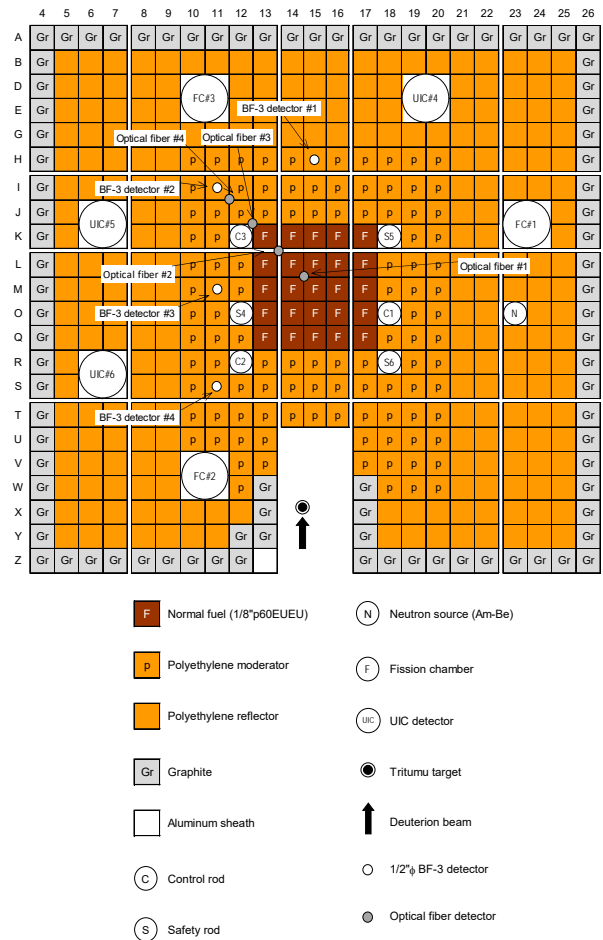 4 5 6 7 8 9 10 11 12 13 14 15 16 17 18 19 20 21 22 23 24 25 26
A Gr Gr Gr Gr Gr Gr Gr Gr Gr Gr Gr Gr Gr Gr Gr Gr Gr Gr Gr Gr Gr Gr Gr
B Gr Gr
D Gr Gr
FC#3 UIC#4
E Gr Gr
BF-3 detector #1
G Gr Gr
Optical fiber #4 Optical fiber #3
H Gr p p p p p p p p p p Gr
I Gr p p p p p p p p p p Gr
BF-3 detector #2
J Gr p p p p p p p p p p p Gr
UIC#5 FC#1
K Gr p p C3 F F F F F S5 p p Gr
L Gr p p p F F F F F p p p Gr
Optical fiber #2 Optical fiber #1
M Gr p p F F F F F p p p Gr
BF-3 detector #3
O Gr p p S4 F F F F F C1 p p N Gr
Q Gr p p p F F F F F p p p Gr
R Gr p p C2 p p p p p S6 p p Gr
UIC#6
S Gr p p p p p p p p p p Gr
BF-3 detector #4
T Gr p p p p p p p p p p p Gr
U Gr p p p p p p p p Gr
V Gr p p p p p p Gr
FC#2
W Gr p Gr Gr p p p Gr
X Gr Gr Gr Gr
Y Gr Gr Gr Gr Gr
Z Gr Gr Gr Gr Gr Gr Gr Gr Gr Gr Gr Gr Gr Gr Gr Gr Gr Gr Gr
F Normal fuel (1/8"p60EUEU)
N Neutron source (Am-Be)
p Polyethylene moderator
F Fission chamber
Polyethylene reflector
UIC UIC detector
Gr Graphite
Tritumu target
Aluminum sheath
Deuterion beam
C Control rod
1/2"φ BF-3 detector
S Safety rod
Optical fiber detector